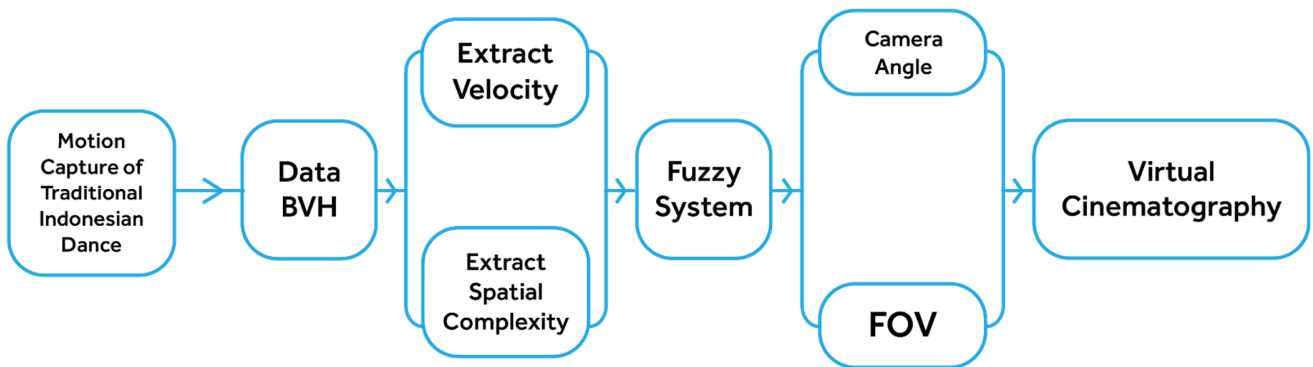 Motion
Capture of
Traditional
Indonesian
Dance
Data
BVH
Extract
Velocity
Extract
Spatial
Complexity
Fuzzy
System
Camera
Angle
FOV
Virtual
Cinematography